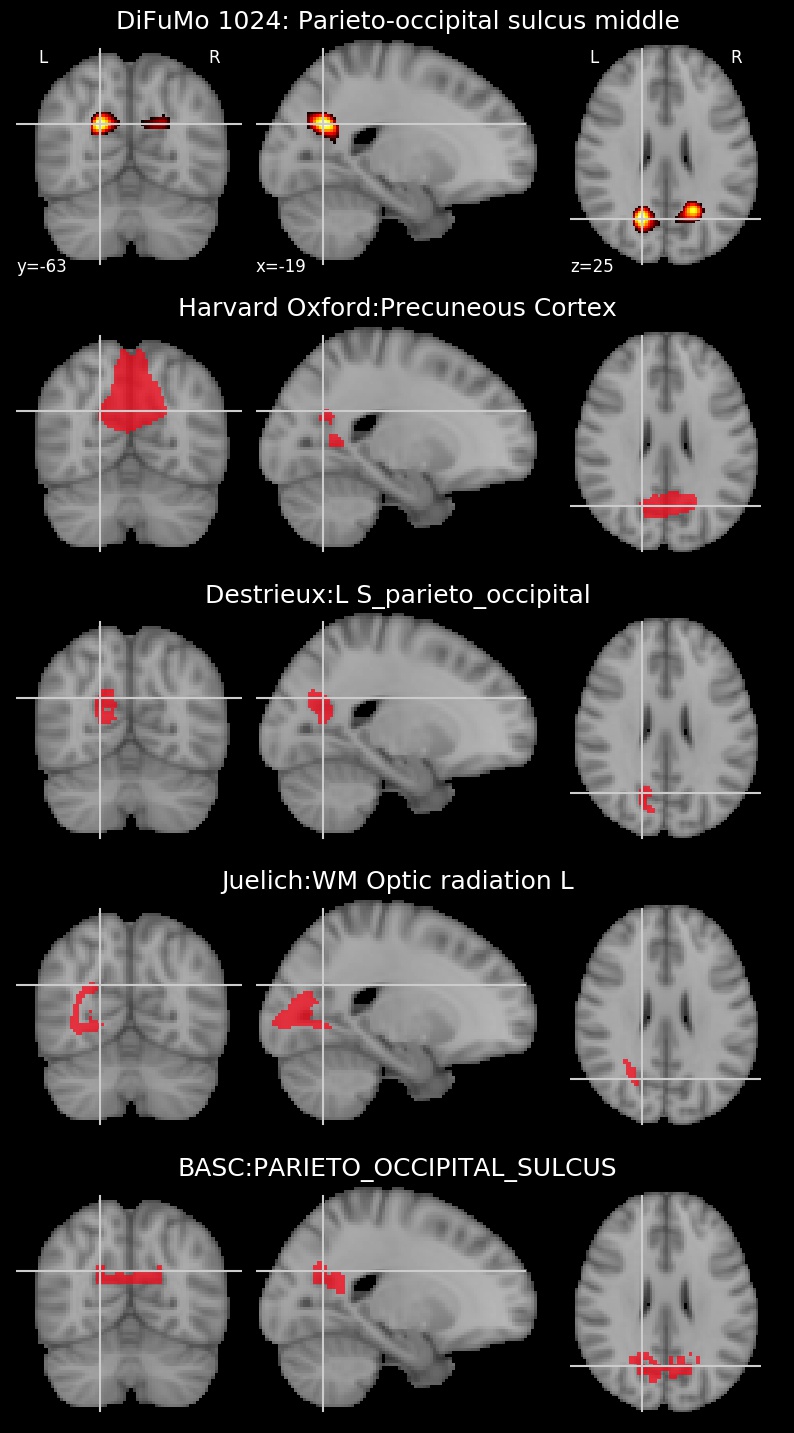 DiFuMo 1024: Parieto-occipital sulcus middle
L R L R
y=-63 x=-19 z=25
Harvard Oxford:Precuneous Cortex
Destrieux:L S_parieto_occipital
Juelich:WM Optic radiation L
BASC:PARIETO_OCCIPITAL_SULCUS